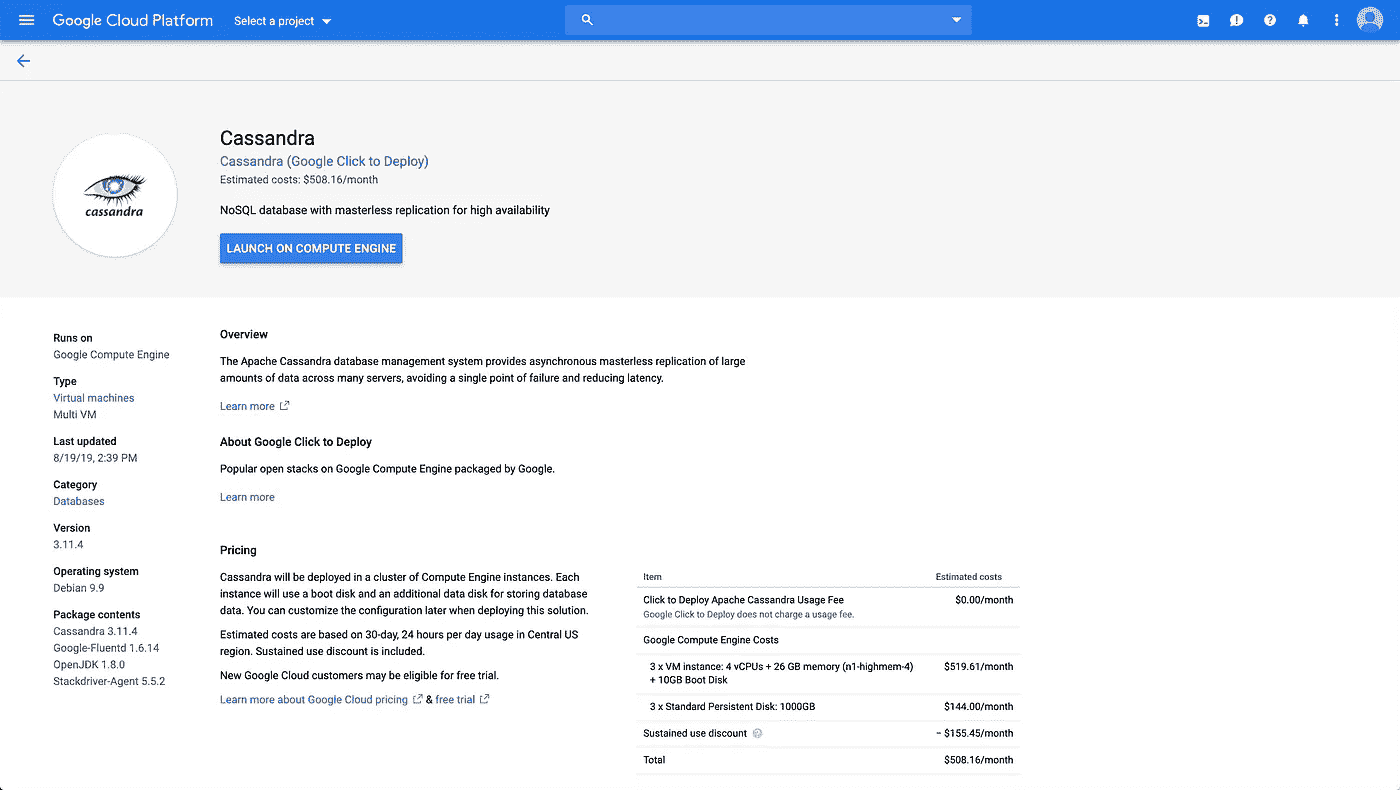 Google Cloud Platform
Select a project
cassandra
Cassandra
Cassandra (Google Click to Deploy)
Estimated costs: $508.16/month
NoSQL database with masterless replication for high availability
LAUNCH ON COMPUTE ENGINE
Runs on
Google Compute Engine
Type
Virtual machines
Multi VM
Last updated
8/19/19, 2:39 PM
Category
Databases
Version
3.11.4
Operating system
Debian 9.9
Package contents
Cassandra 3.11.4
Google-Fluentd 1.6.14
OpenJDK 1.8.0
Stackdriver-Agent 5.5.2
Overview
The Apache Cassandra database management system provides asynchronous masterless replication of large
amounts of data across many servers, avoiding a single point of failure and reducing latency.
Learn more
About Google Click to Deploy
Popular open stacks on Google Compute Engine packaged by Google.
Learn more
Pricing
Cassandra will be deployed in a cluster of Compute Engine instances. Each
instance will use a boot disk and an additional data disk for storing database
data. You can customize the configuration later when deploying this solution.
Estimated costs are based on 30-day, 24 hours per day usage in Central US
region. Sustained use discount is included.
New Google Cloud customers may be eligible for free trial.
Learn more about Google Cloud pricing & free trial
Item Estimated costs
Click to Deploy Apache Cassandra Usage Fee $0.00/month
Google Click to Deploy does not charge a usage fee.
Google Compute Engine Costs
3 x VM instance: 4 vCPUs + 26 GB memory (n1-highmem-4) $519.61/month
+ 10GB Boot Disk
3 x Standard Persistent Disk: 1000GB $144.00/month
Sustained use discount − $155.45/month
Total $508.16/month